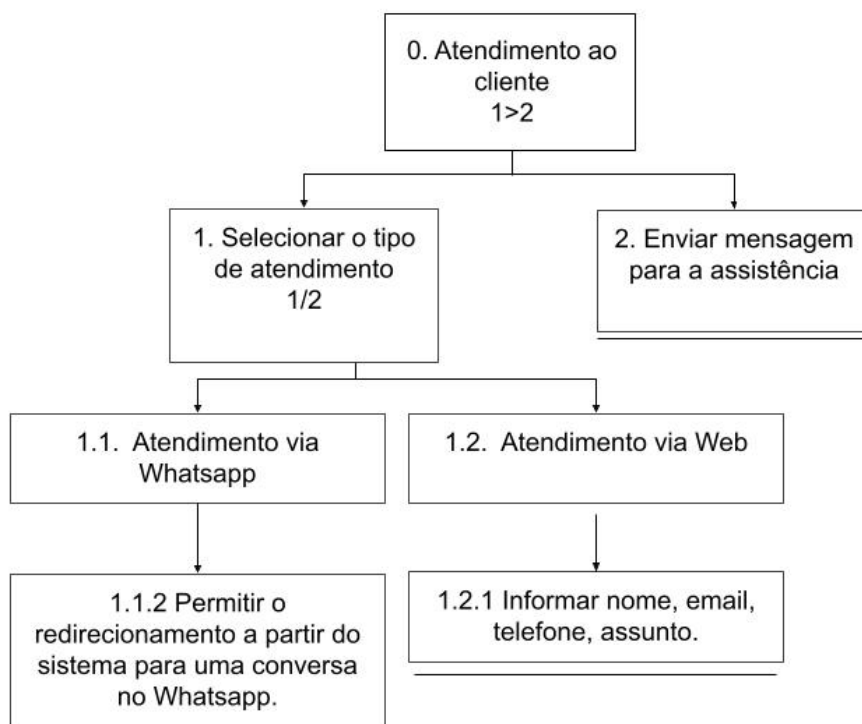 0. Atendimento ao
cliente
1>2
1. Selecionar o tipo
de atendimento
1/2
2. Enviar mensagem
para a assistência
1.1. Atendimento via
Whatsapp
1.2. Atendimento via Web
1.1.2 Permitir o
redirecionamento a partir do
sistema para uma conversa
no Whatsapp.
1.2.1 Informar nome, email,
telefone, assunto.